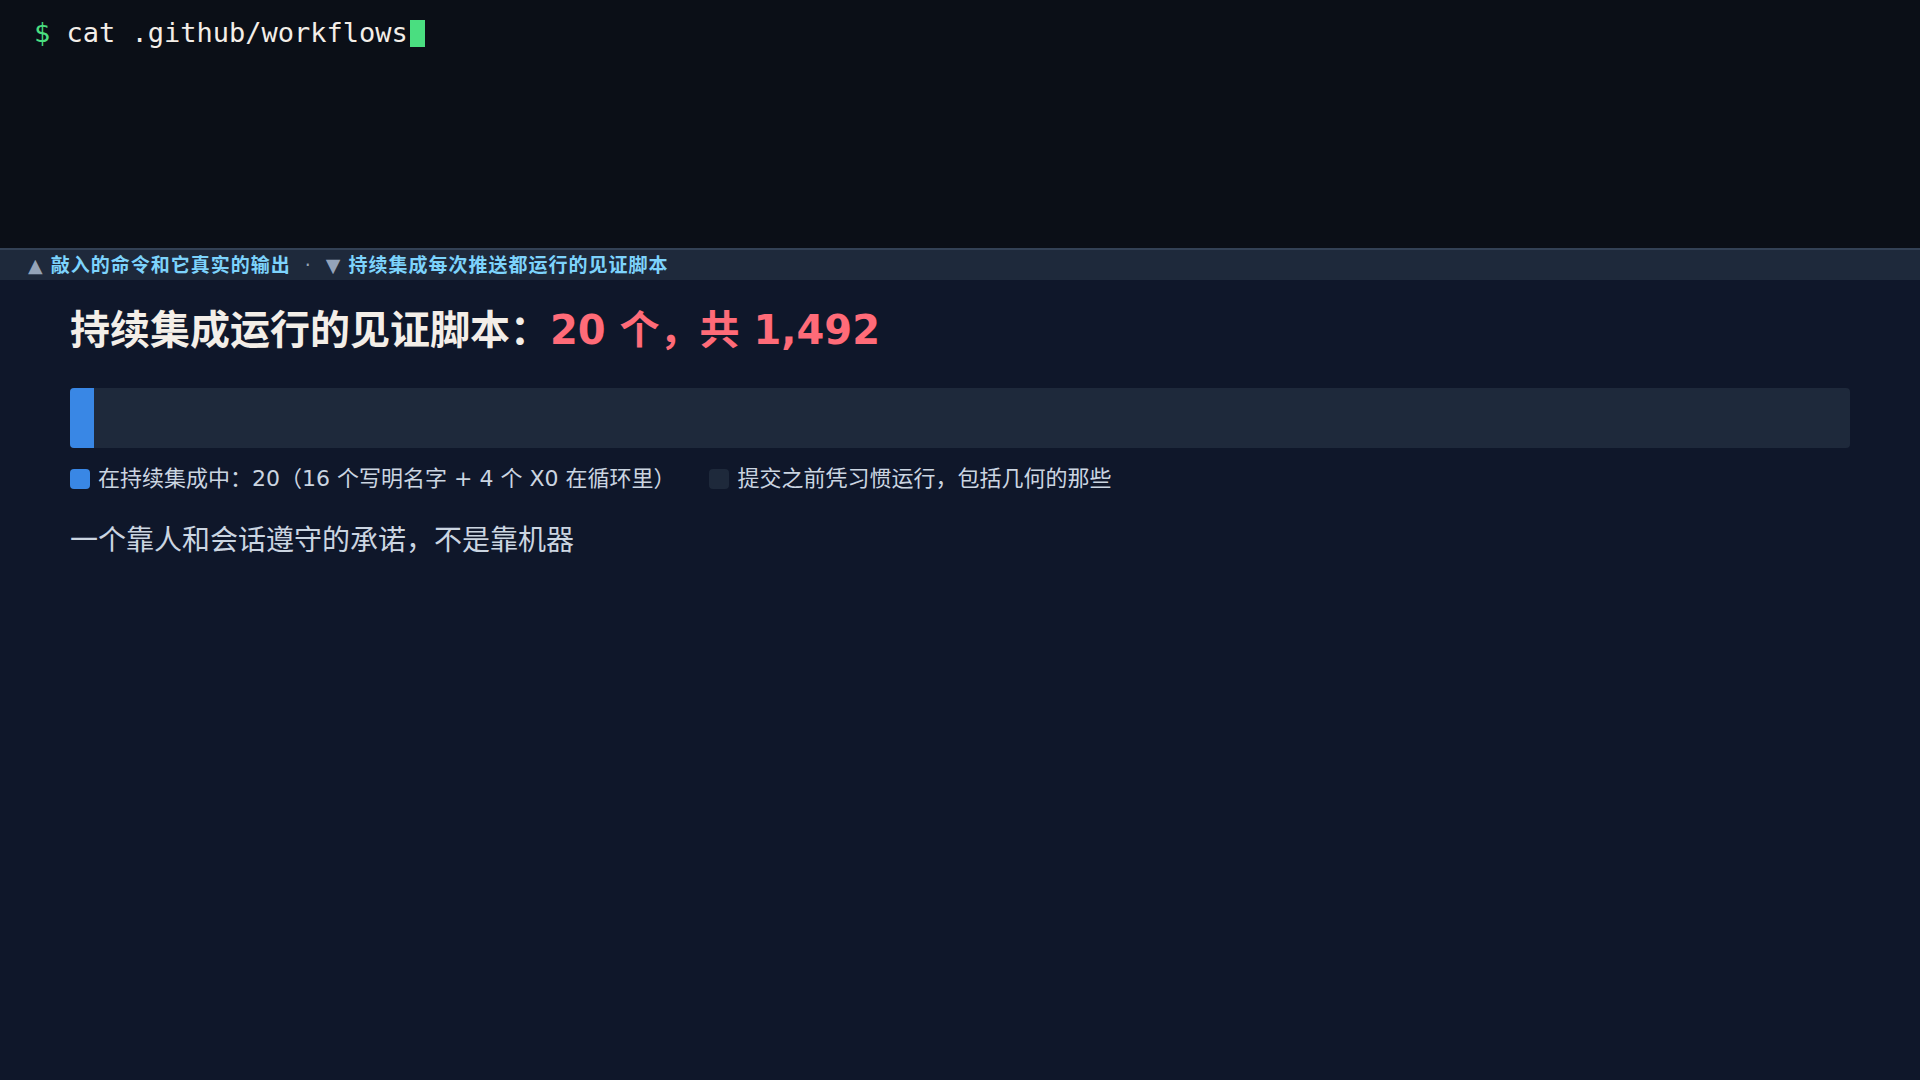 $ cat .github/workflows
▲ 敲入的命令和它真实的输出 · ▼ 持续集成每次推送都运行的见证脚本
持续集成运行的见证脚本：20 个，共 1,492
在持续集成中：20（16 个写明名字 + 4 个 X0 在循环里） 提交之前凭习惯运行，包括几何的那些
一个靠人和会话遵守的承诺，不是靠机器